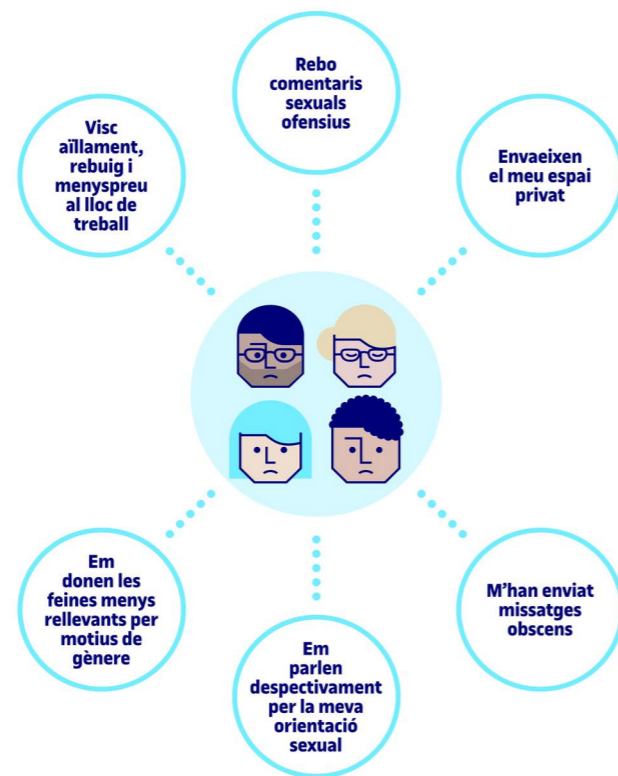 Rebo
comentaris
sexuals
ofensius
Visc
aïllament,
rebuig i
menyspreu
al lloc de
treball
Envaeixen
el meu espai
privat
Em
donen les
feines menys
rellevants per
motius de
gènere
M'han enviat
missatges
obscens
Em
parlen
despectivament
per la meva
orientació
sexual